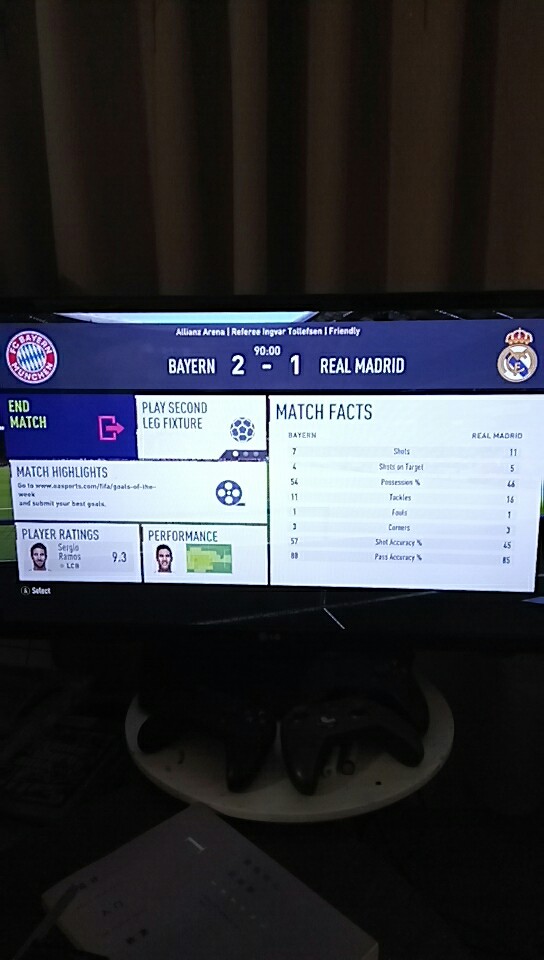 Allianz Arena | Referee Ingvar Tollefsen | Friendly
FC BAYERN
MÜNCHEN
90:00
BAYERN 2 - 1 REAL MADRID
END
MATCH
PLAY SECOND
LEG FIXTURE
MATCH HIGHLIGHTS
Go to www.easports.com/fifa/goals-of-the-
week
and submit your best goals.
PLAYER RATINGS
Sergio
Ramos
LCB
9.3
PERFORMANCE
MATCH FACTS
BAYERN REAL MADRID
7 Shots 11
4 Shots on Target 5
54 Possession % 46
11 Tackles 16
1 Fouls 1
3 Corners 3
57 Shot Accuracy % 45
88 Pass Accuracy % 85
A Select
LG